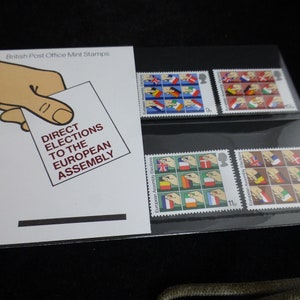 British Post Office Mint Stamps
DIRECT
ELECTIONS
TO THE
EUROPEAN
ASSEMBLY